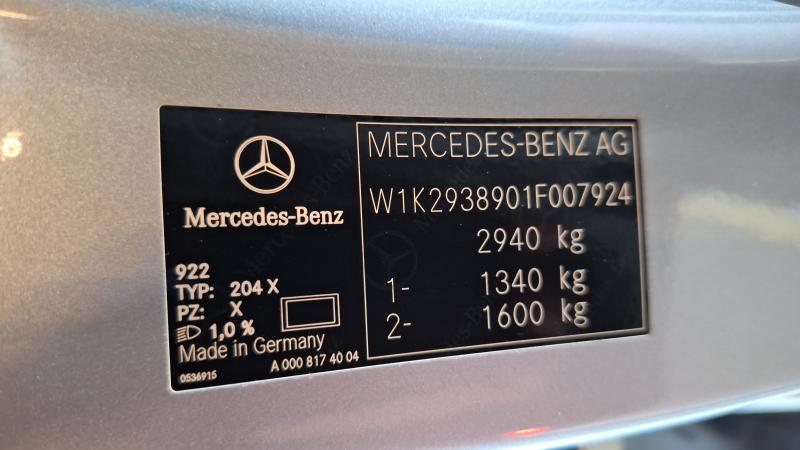 Mercedes-Benz
922
TYP: 204 X
PZ: X
1,0 %
Made in Germany
0536915
A 000 817 40 04
MERCEDES-BENZ AG
W1K2938901F007924
2940 kg
1- 1340 kg
2- 1600 kg